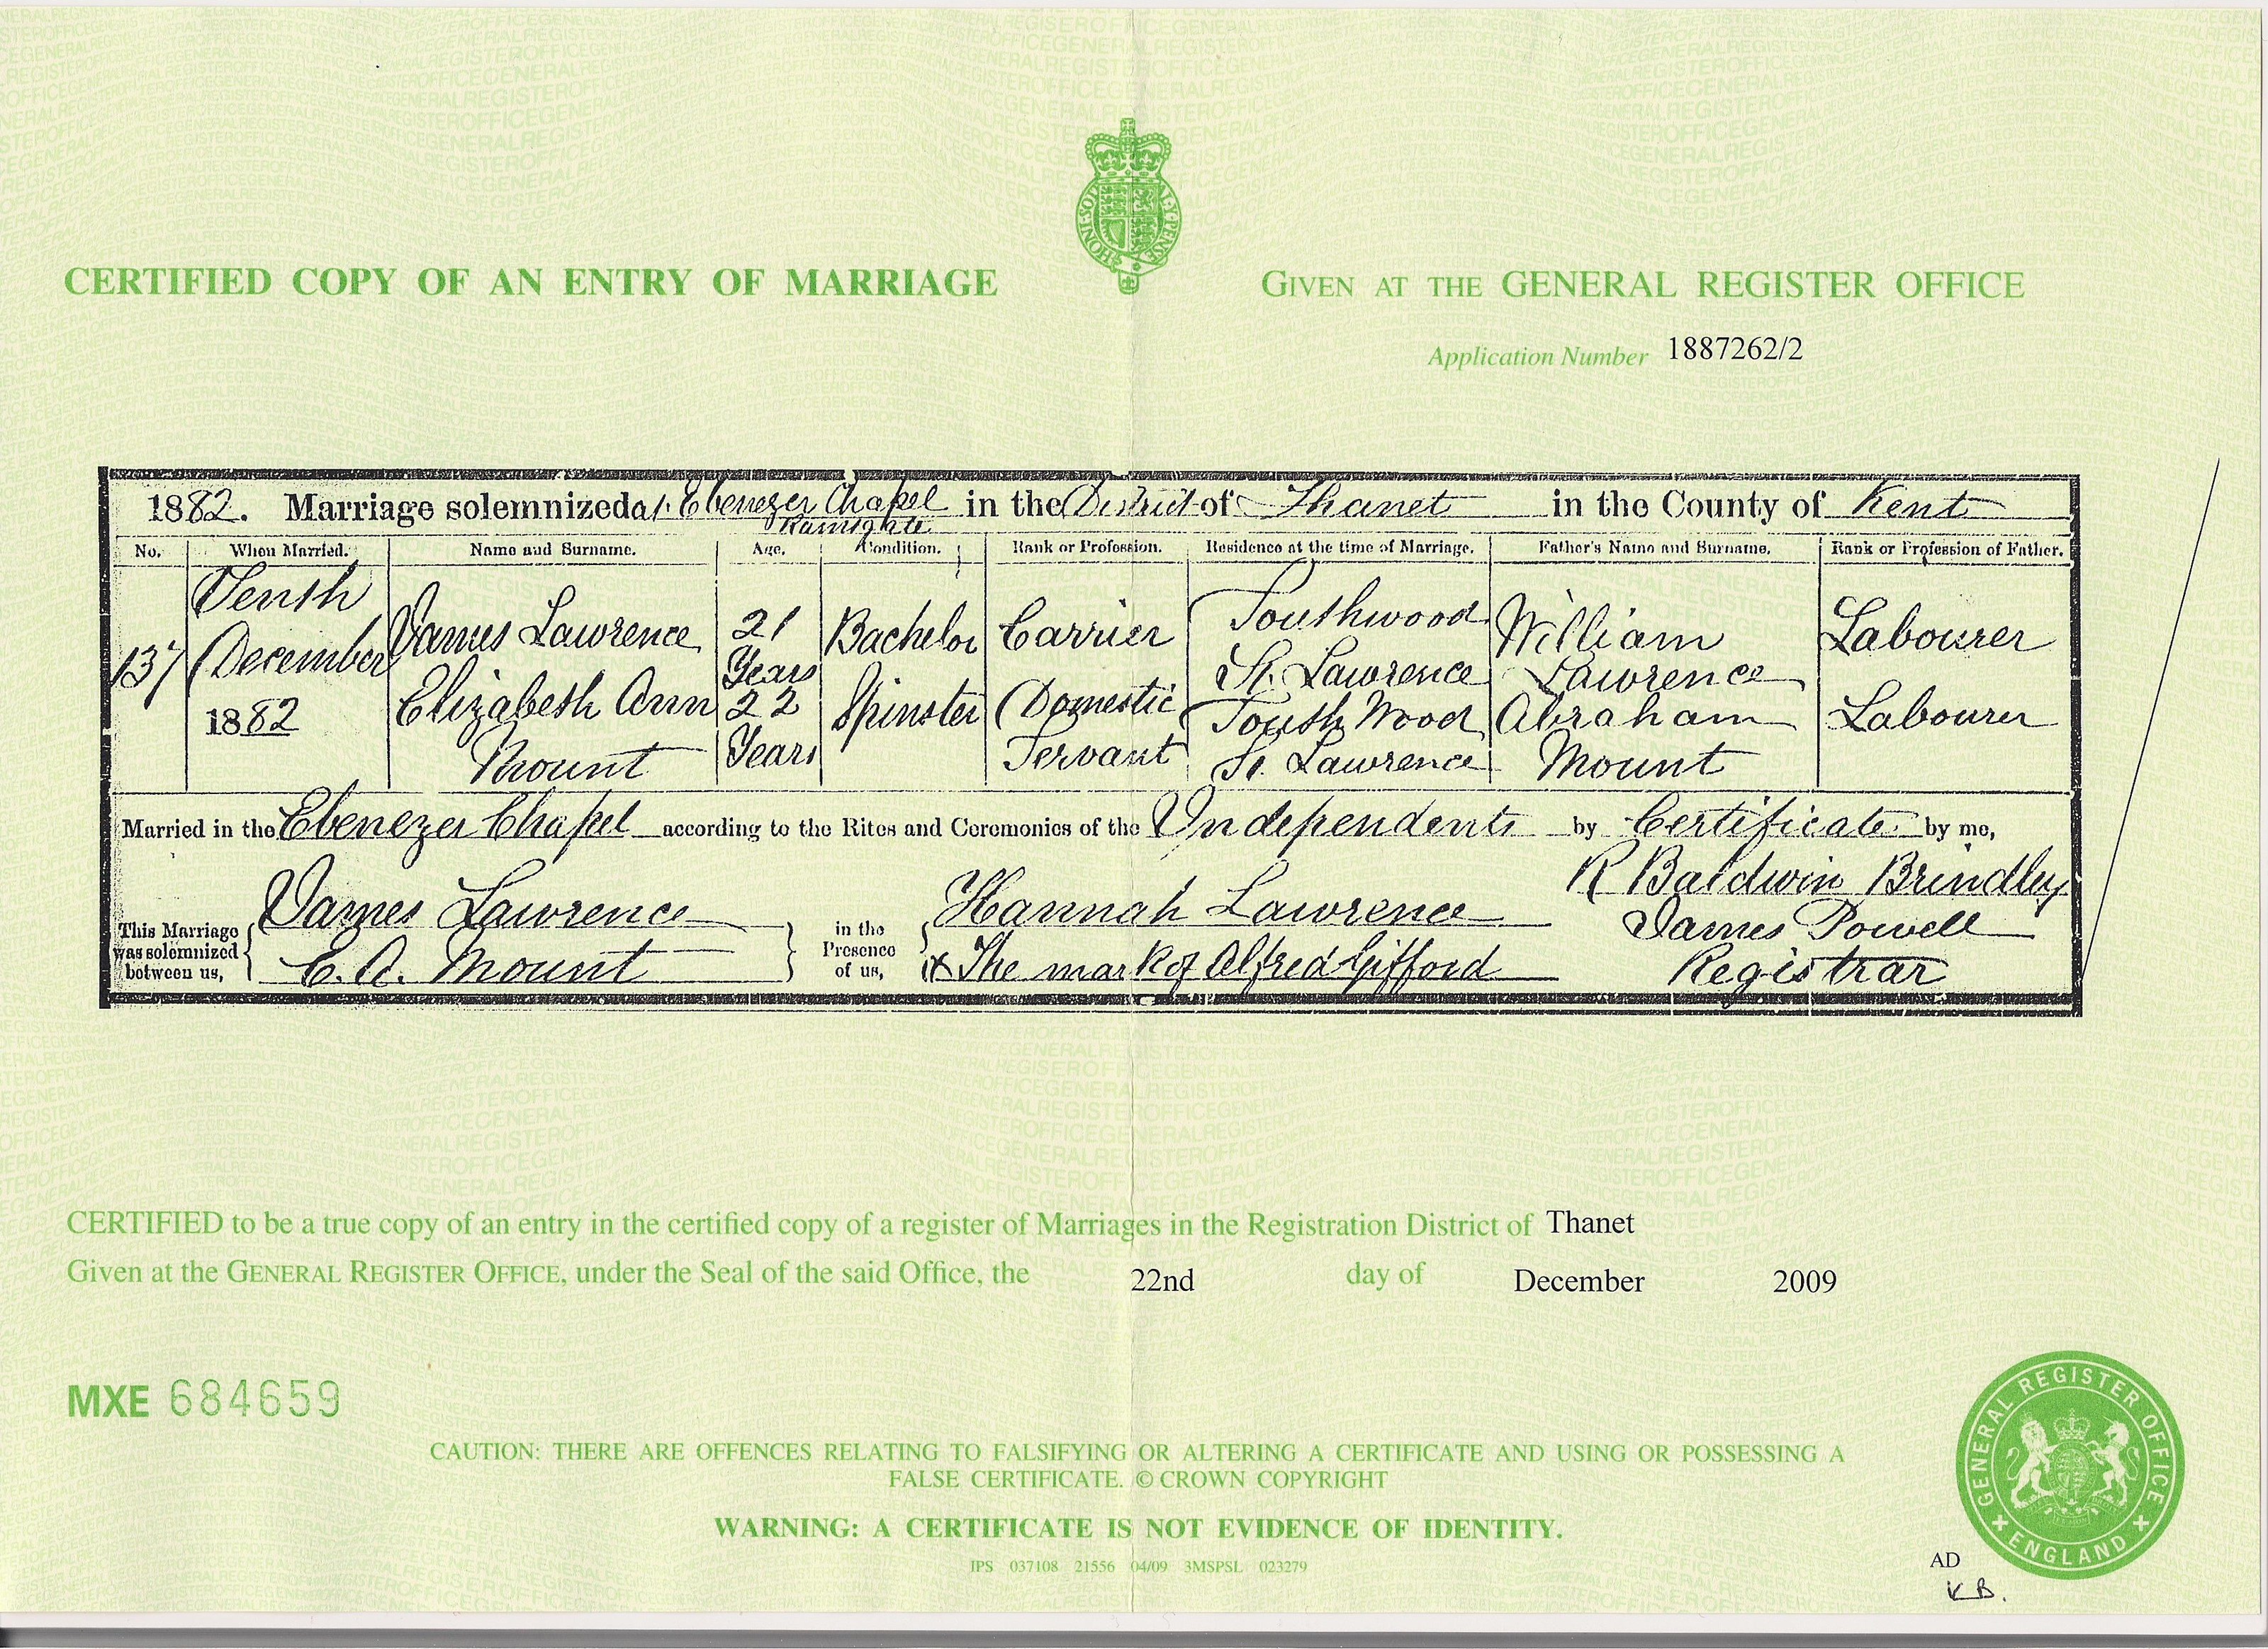 HONI·SOIT·QUI·MAL·Y·PENSE
CERTIFIED COPY OF AN ENTRY OF MARRIAGE
GIVEN AT THE GENERAL REGISTER OFFICE
Application Number 1887262/2
1882. Marriage solemnized at Ebenezer Chapel in the District of Thanet in the County of Kent
Ramsgate
No. When Married. Name and Surname. Age. Condition. Rank or Profession. Residence at the time of Marriage. Father's Name and Surname. Rank or Profession of Father.
137 Tenth December 1882 James Lawrence 21 Years Bachelor Carrier Southwood St. Lawrence William Lawrence Labourer
Elizabeth Ann Mount 22 Years Spinster Domestic Servant South Wood St. Lawrence Abraham Mount Labourer
Married in the Ebenezer Chapel according to the Rites and Ceremonies of the Independents by Certificate by me,
This Marriage was solemnized between us, James Lawrence E. A. Mount in the Presence of us, Hannah Lawrence X The mark of Alfred Gifford
R Baldwin Brindley
James Powell
Registrar
CERTIFIED to be a true copy of an entry in the certified copy of a register of Marriages in the Registration District of Thanet
Given at the GENERAL REGISTER OFFICE, under the Seal of the said Office, the 22nd day of December 2009
MXE 684659
CAUTION: THERE ARE OFFENCES RELATING TO FALSIFYING OR ALTERING A CERTIFICATE AND USING OR POSSESSING A
FALSE CERTIFICATE. © CROWN COPYRIGHT
WARNING: A CERTIFICATE IS NOT EVIDENCE OF IDENTITY.
IPS 037108 21556 04/09 3MSPSL 023279
GENERAL REGISTER OFFICE
ENGLAND
AD
KB.